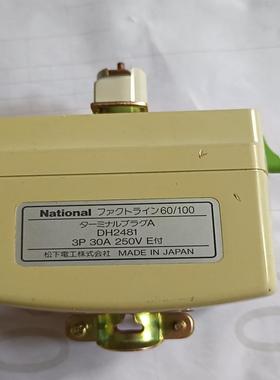 National ファクトライン60/100
ターミナルプラグA
DH2481
3P 30A 250V E付
松下電工株式会社 MADE IN JAPAN